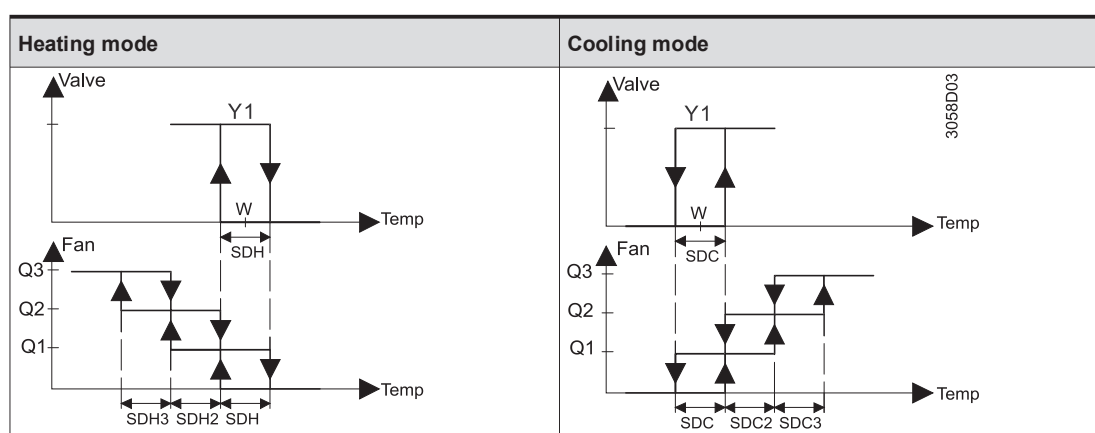 Heating mode
Cooling mode
Valve
Y1
W
Temp
SDH
Fan
Q3
Q2
Q1
Temp
SDH3 SDH2 SDH
Valve
Y1
3058D03
W
Temp
SDC
Fan
Q3
Q2
Q1
Temp
SDC SDC2 SDC3